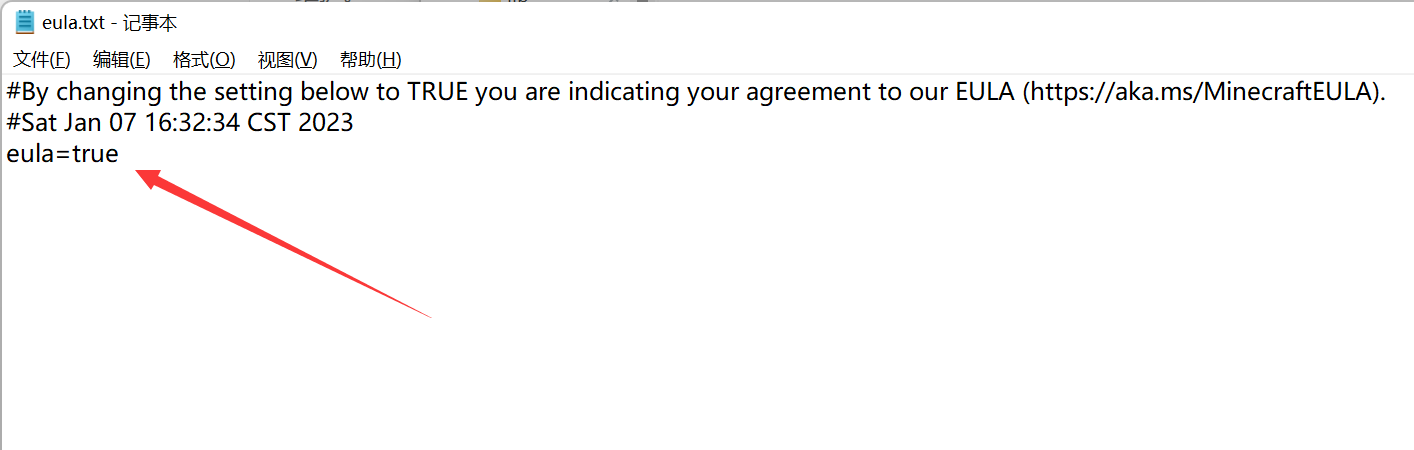 eula.txt - 记事本
文件(F) 编辑(E) 格式(O) 视图(V) 帮助(H)
#By changing the setting below to TRUE you are indicating your agreement to our EULA (https://aka.ms/MinecraftEULA).
#Sat Jan 07 16:32:34 CST 2023
eula=true